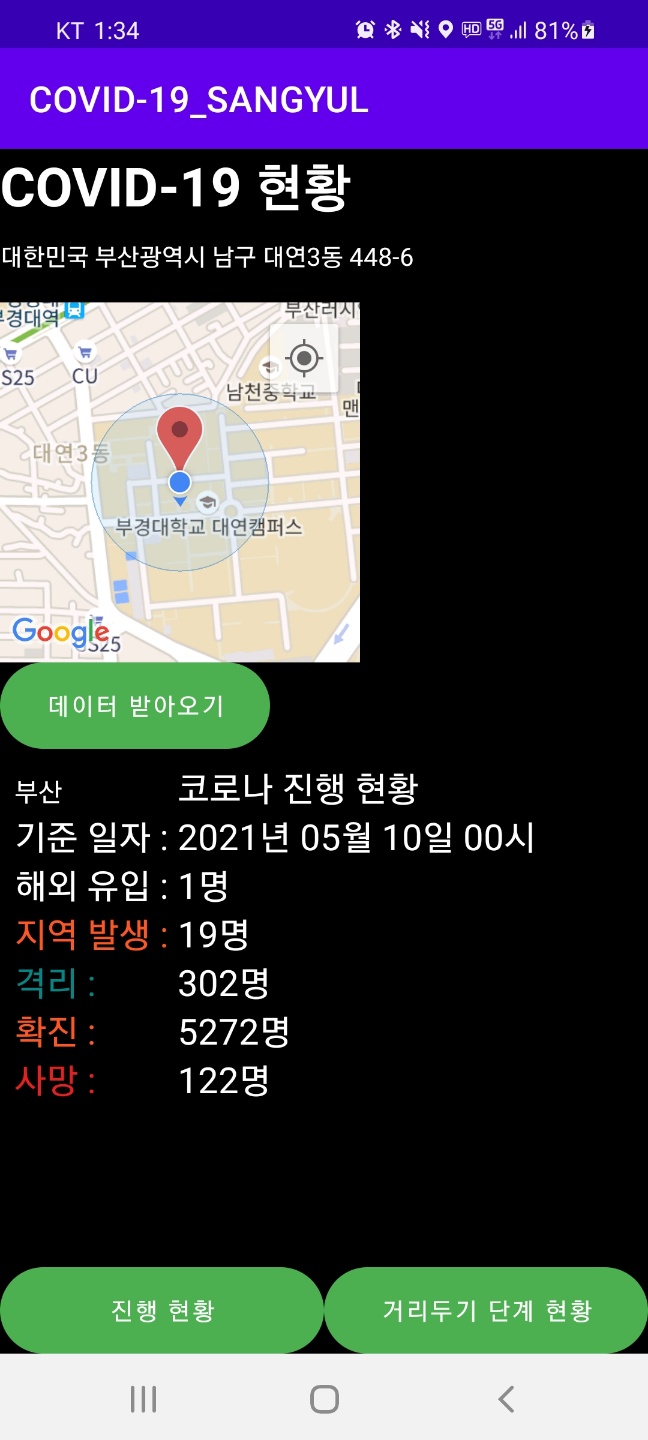 KT 1:34 HD 5G 81%
COVID-19_SANGYUL
COVID-19 현황
대한민국 부산광역시 남구 대연3동 448-6
부경대역
S25
CU
남천중학교
맨
대연3동
부경대학교 대연캠퍼스
Google
S25
데이터 받아오기
부산 코로나 진행 현황
기준 일자 : 2021년 05월 10일 00시
해외 유입 : 1명
지역 발생 : 19명
격리 : 302명
확진 : 5272명
사망 : 122명
진행 현황
거리두기 단계 현황